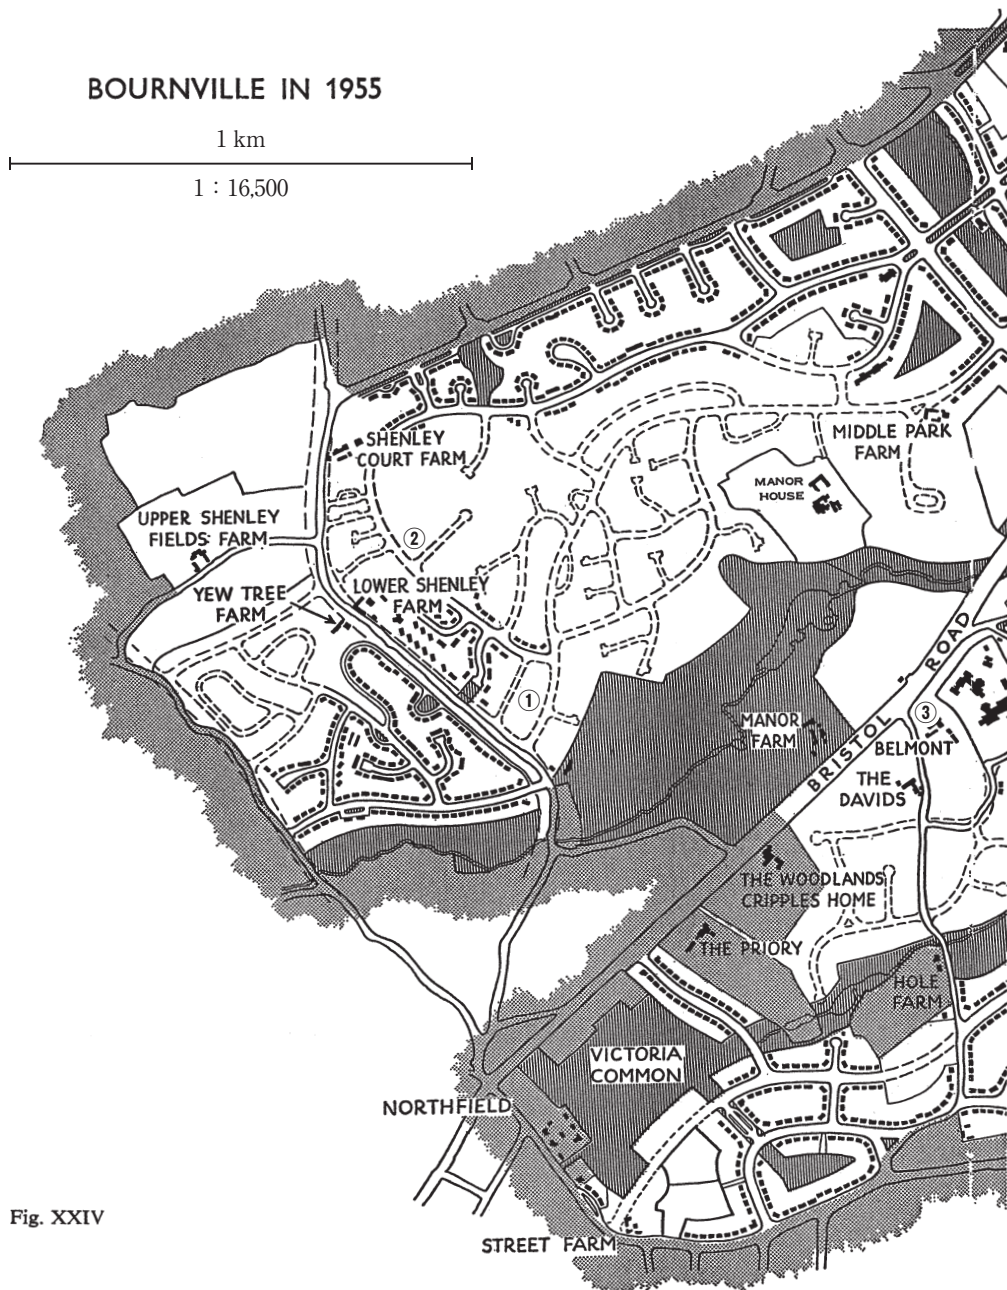 BOURNVILLE IN 1955
1 km
1 : 16,500
SHENLEY
COURT FARM
MIDDLE PARK
FARM
MANOR
HOUSE
UPPER SHENLEY
FIELDS FARM
②
YEW TREE
FARM
LOWER SHENLEY
FARM
①
BRISTOL ROAD
③
MANOR
FARM
BELMONT
THE
DAVIDS
THE WOODLANDS
CRIPPLES HOME
THE PRIORY
HOLE
FARM
VICTORIA
COMMON
NORTHFIELD
Fig. XXIV
STREET FARM